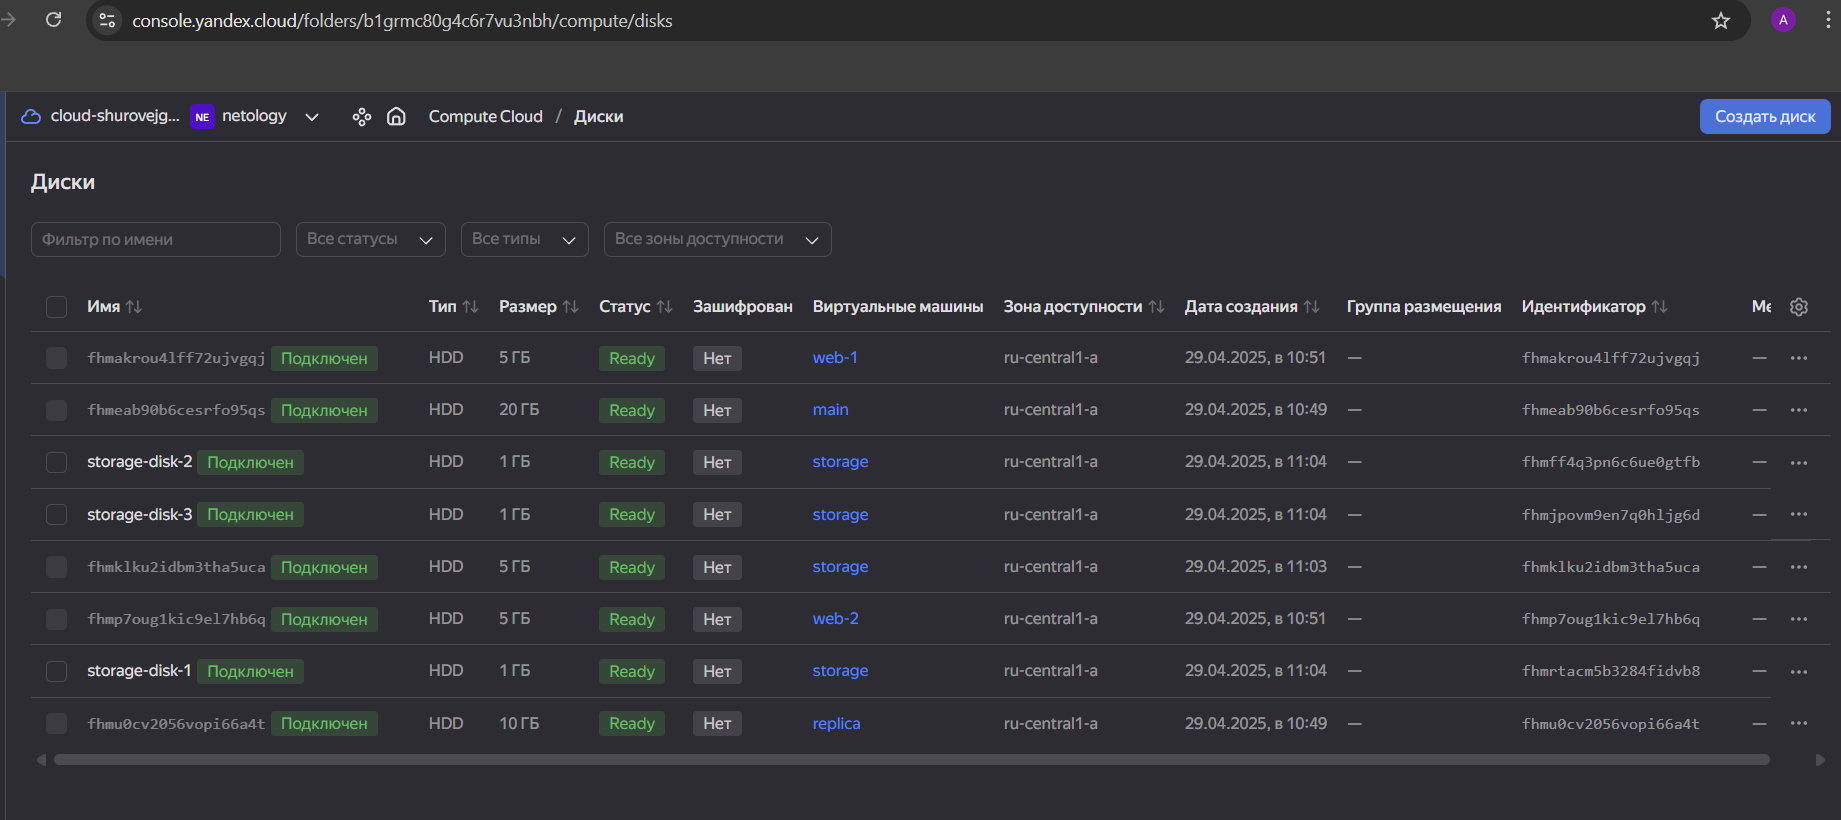 console.yandex.cloud/folders/b1grmc80g4c6r7vu3nbh/compute/disks
A
cloud-shurovejg... NE netology Compute Cloud / Диски Создать диск
Диски
Фильтр по имени Все статусы Все типы Все зоны доступности
Имя Тип Размер Статус Зашифрован Виртуальные машины Зона доступности Дата создания Группа размещения Идентификатор Ме
fhmakrou4lff72ujvgqj Подключен HDD 5 ГБ Ready Нет web-1 ru-central1-a 29.04.2025, в 10:51 — fhmakrou4lff72ujvgqj — ···
fhmeab90b6cesrfo95qs Подключен HDD 20 ГБ Ready Нет main ru-central1-a 29.04.2025, в 10:49 — fhmeab90b6cesrfo95qs — ···
storage-disk-2 Подключен HDD 1 ГБ Ready Нет storage ru-central1-a 29.04.2025, в 11:04 — fhmff4q3pn6c6ue0gtfb — ···
storage-disk-3 Подключен HDD 1 ГБ Ready Нет storage ru-central1-a 29.04.2025, в 11:04 — fhmjpovm9en7q0hljg6d — ···
fhmklku2idbm3tha5uca Подключен HDD 5 ГБ Ready Нет storage ru-central1-a 29.04.2025, в 11:03 — fhmklku2idbm3tha5uca — ···
fhmp7oug1kic9el7hb6q Подключен HDD 5 ГБ Ready Нет web-2 ru-central1-a 29.04.2025, в 10:51 — fhmp7oug1kic9el7hb6q — ···
storage-disk-1 Подключен HDD 1 ГБ Ready Нет storage ru-central1-a 29.04.2025, в 11:04 — fhmrtacm5b3284fidvb8 — ···
fhmu0cv2056vopi66a4t Подключен HDD 10 ГБ Ready Нет replica ru-central1-a 29.04.2025, в 10:49 — fhmu0cv2056vopi66a4t — ···